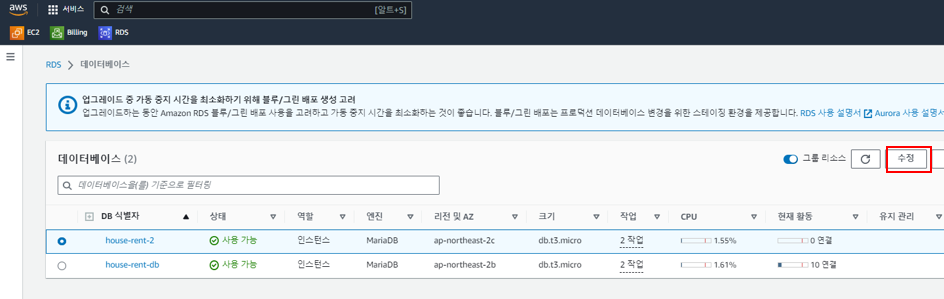 aws 서비스 검색 [알트+S]
EC2 Billing RDS
RDS > 데이터베이스
업그레이드 중 가동 중지 시간을 최소화하기 위해 블루/그린 배포 생성 고려
업그레이드하는 동안 Amazon RDS 블루/그린 배포 사용을 고려하고 가동 중지 시간을 최소화하는 것이 좋습니다. 블루/그린 배포는 프로덕션 데이터베이스 변경을 위한 스테이징 환경을 제공합니다. RDS 사용 설명서 Aurora 사용 설명서
데이터베이스 (2) 그룹 리소스 수정
데이터베이스을(를) 기준으로 필터링
DB 식별자 상태 역할 엔진 리전 및 AZ 크기 작업 CPU 현재 활동 유지 관리
house-rent-2 사용 가능 인스턴스 MariaDB ap-northeast-2c db.t3.micro 2 작업 1.55% 0 연결
house-rent-db 사용 가능 인스턴스 MariaDB ap-northeast-2b db.t3.micro 2 작업 1.61% 10 연결